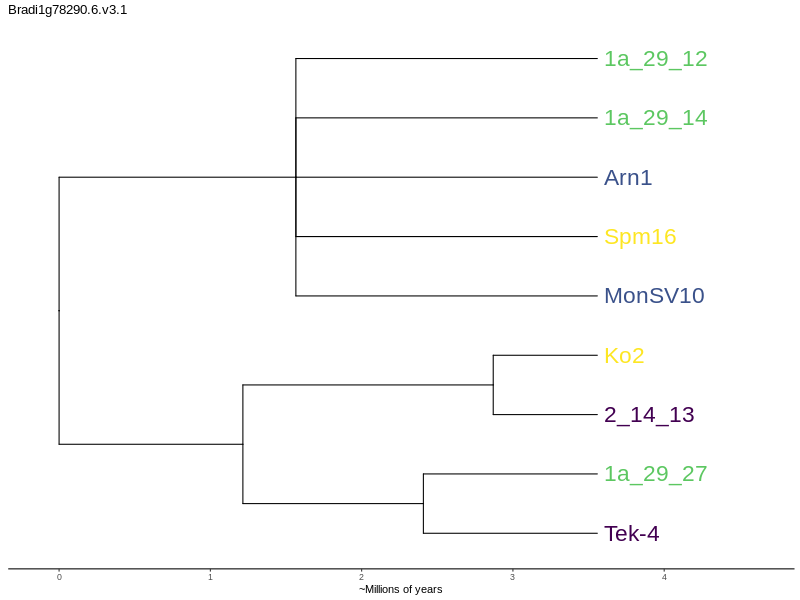 Bradi1g78290.6.v3.1
1a_29_12
1a_29_14
Arn1
Spm16
MonSV10
Ko2
2_14_13
1a_29_27
Tek-4
0 1 2 3 4
~Millions of years